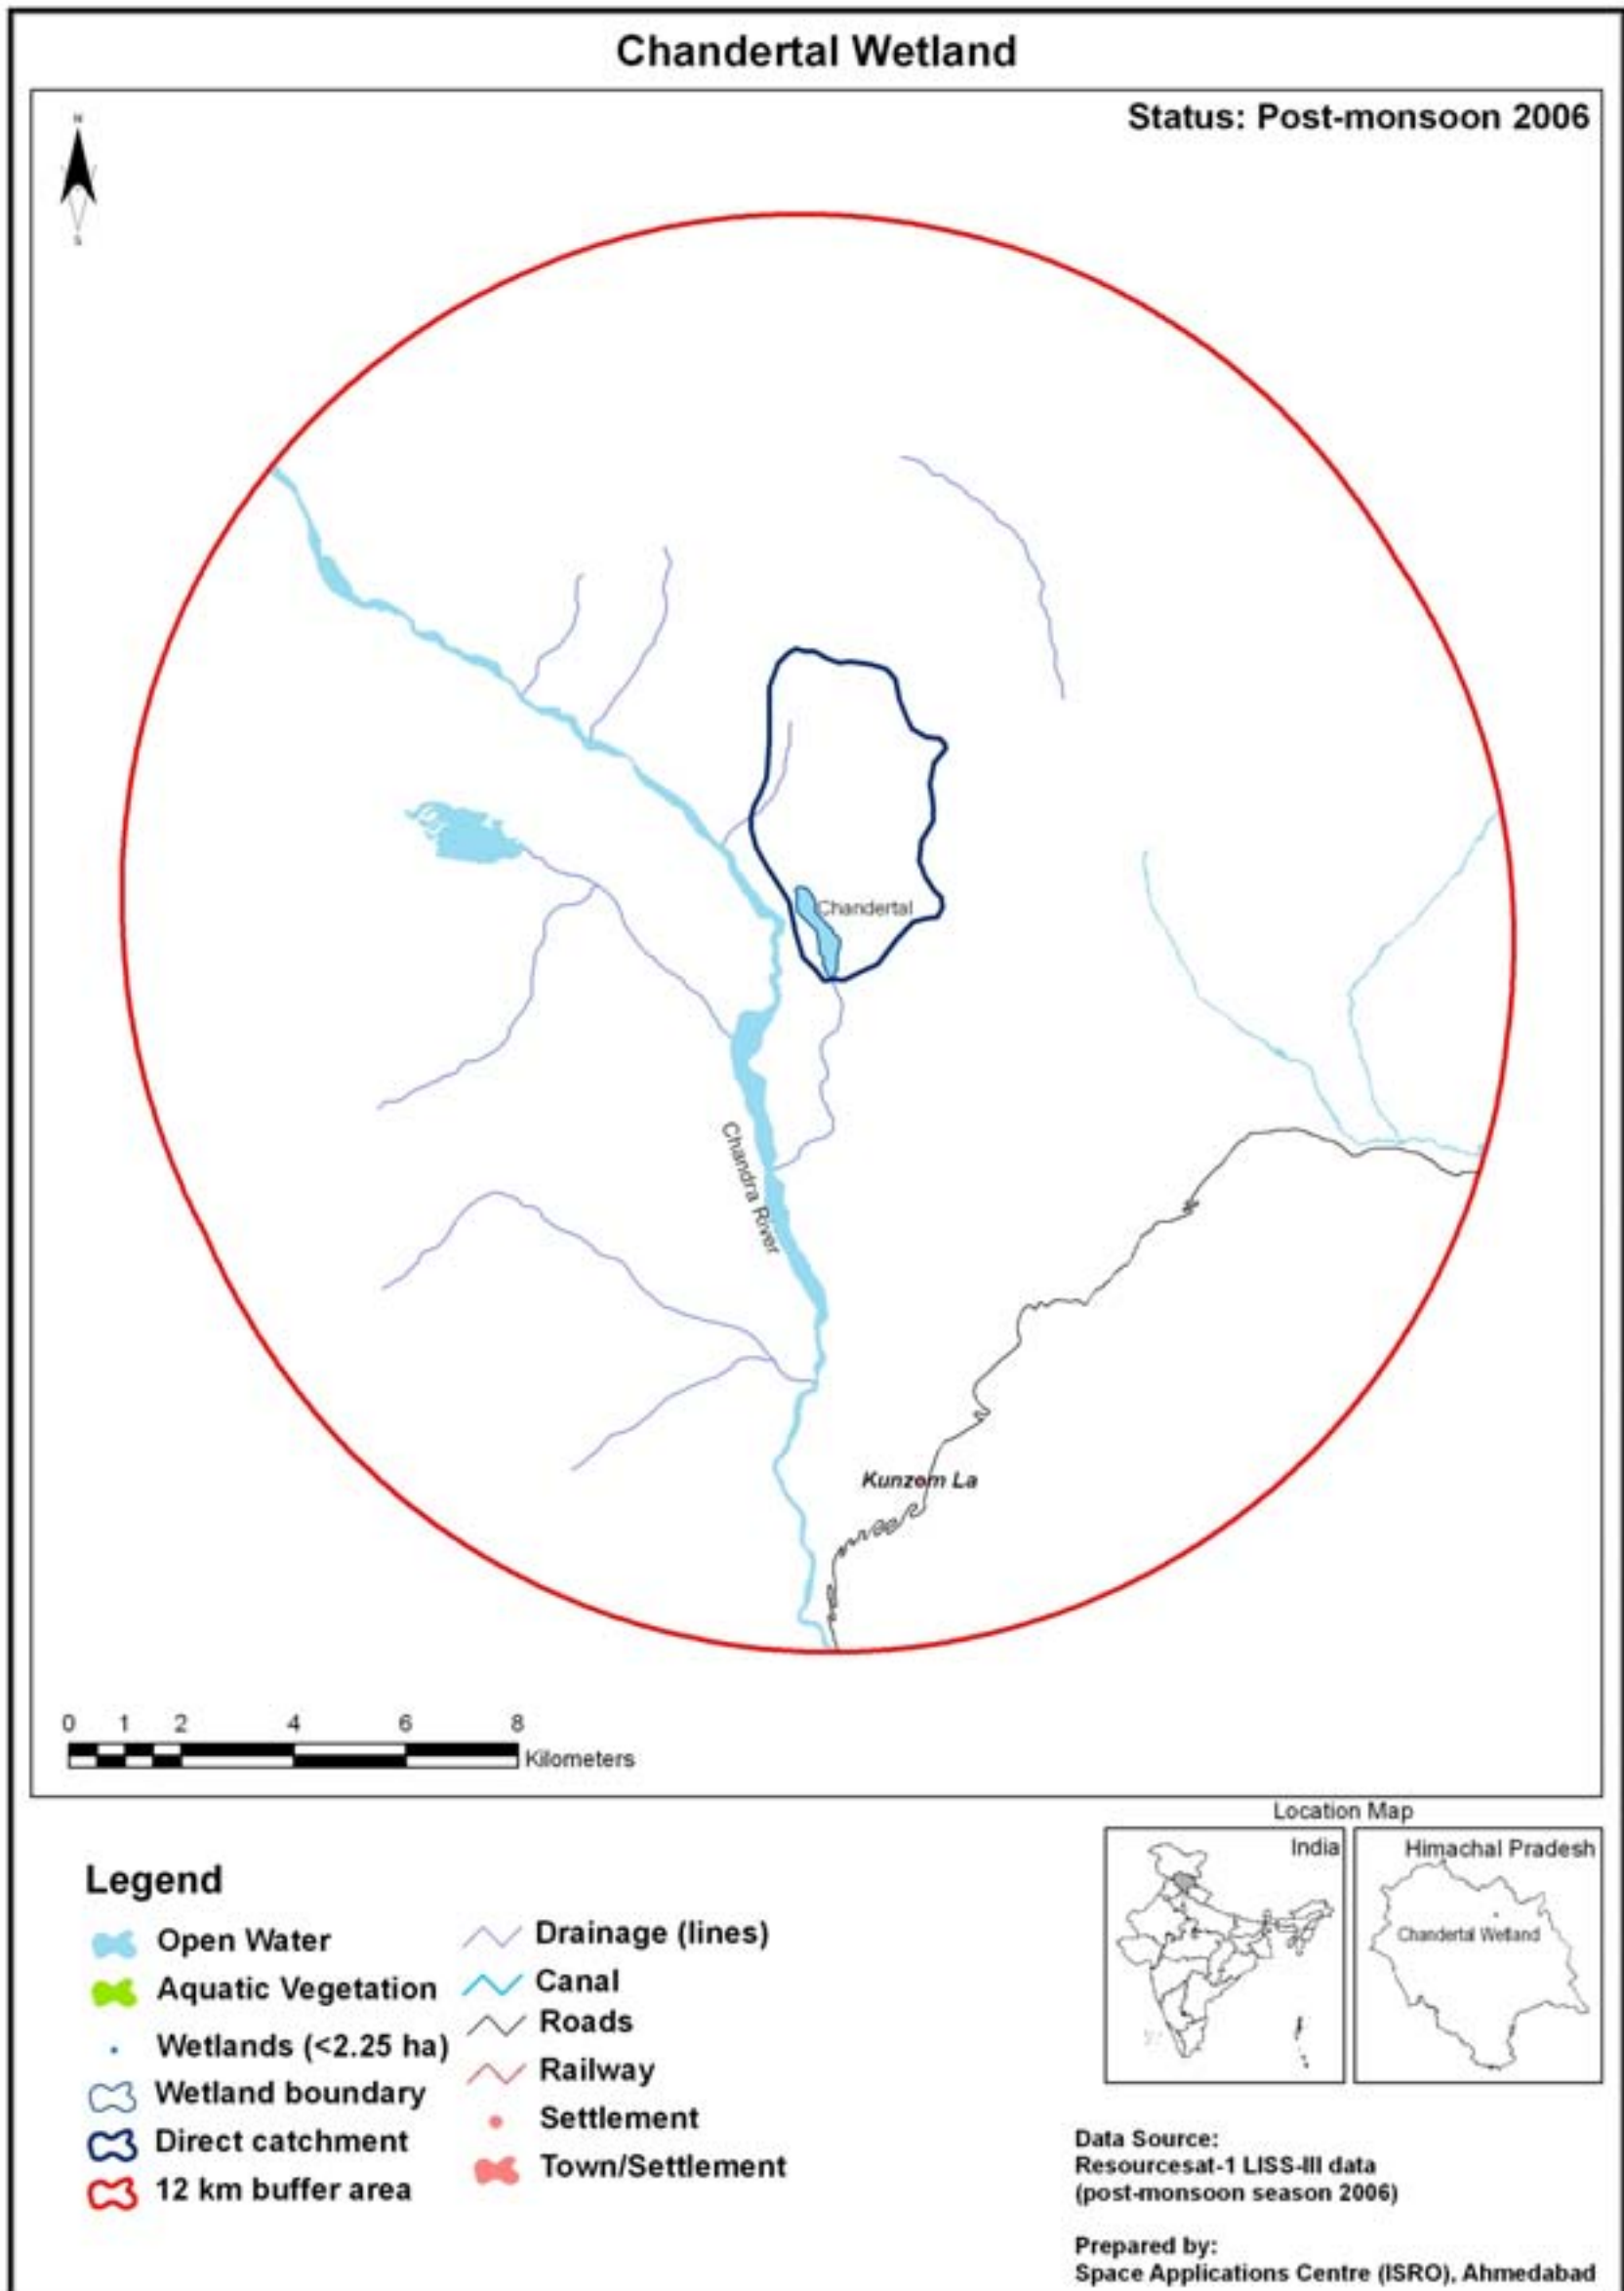 Chandertal Wetland
Status: Post-monsoon 2006
N
S
Chandertal
Chandra River
Kunzom La
0 1 2 4 6 8
Kilometers
Legend
Open Water
Aquatic Vegetation
Wetlands (<2.25 ha)
Wetland boundary
Direct catchment
12 km buffer area
Drainage (lines)
Canal
Roads
Railway
Settlement
Town/Settlement
Location Map
India
Himachal Pradesh
Chandertal Wetland
Data Source:
Resourcesat-1 LISS-III data
(post-monsoon season 2006)
Prepared by:
Space Applications Centre (ISRO), Ahmedabad